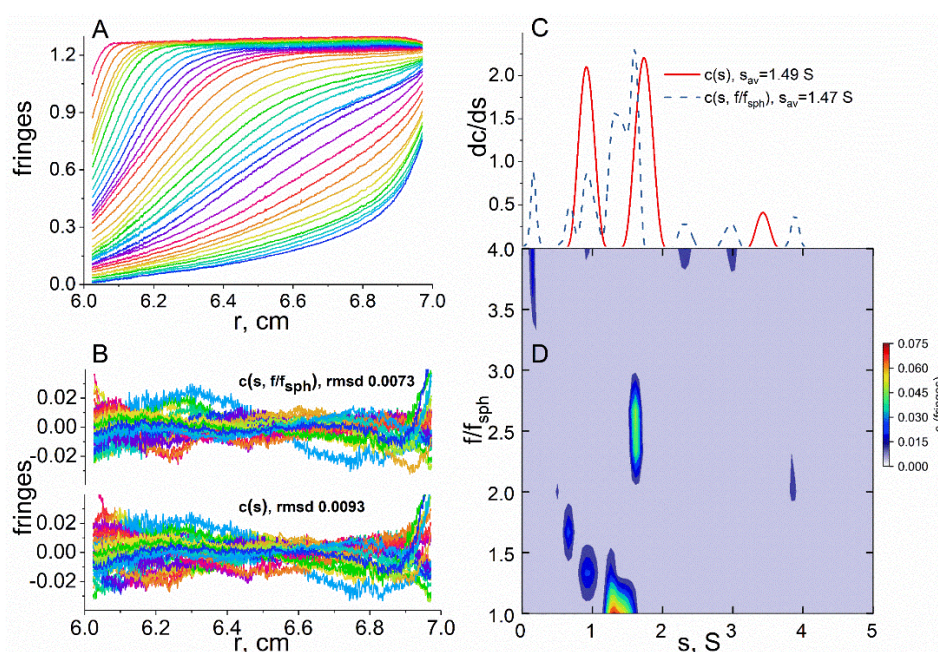 A
fringes
1.2
0.9
0.6
0.3
0.0
6.0 6.2 6.4 6.6 6.8 7.0
r, cm
B
c(s, f/fsph), rmsd 0.0073
0.02
0.00
-0.02
fringes
c(s), rmsd 0.0093
0.02
0.00
-0.02
6.0 6.2 6.4 6.6 6.8 7.0
r, cm
C
c(s), sav=1.49 S
c(s, f/fsph), sav=1.47 S
dc/ds
2.0
1.5
1.0
0.5
D
f/fsph
4.0
3.5
3.0
2.5
2.0
1.5
1.0
0 1 2 3 4 5
s, S
0.075
0.060
0.045
0.030
0.015
0.000